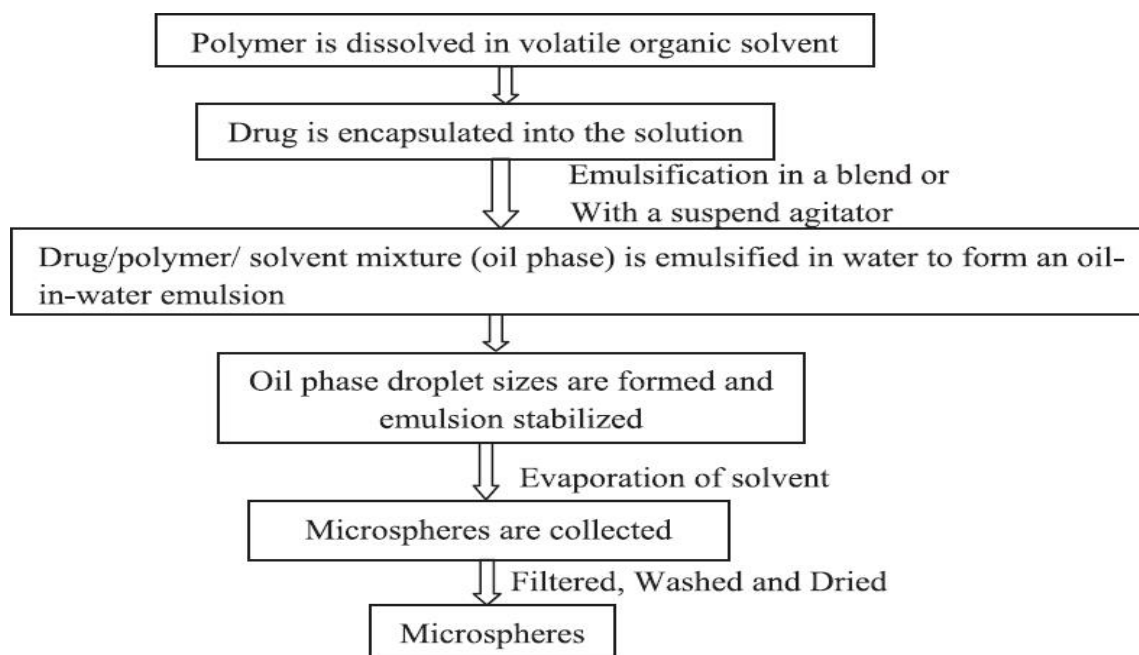 Polymer is dissolved in volatile organic solvent
Drug is encapsulated into the solution
Emulsification in a blend or
With a suspend agitator
Drug/polymer/ solvent mixture (oil phase) is emulsified in water to form an oil-
in-water emulsion
Oil phase droplet sizes are formed and
emulsion stabilized
Evaporation of solvent
Microspheres are collected
Filtered, Washed and Dried
Microspheres